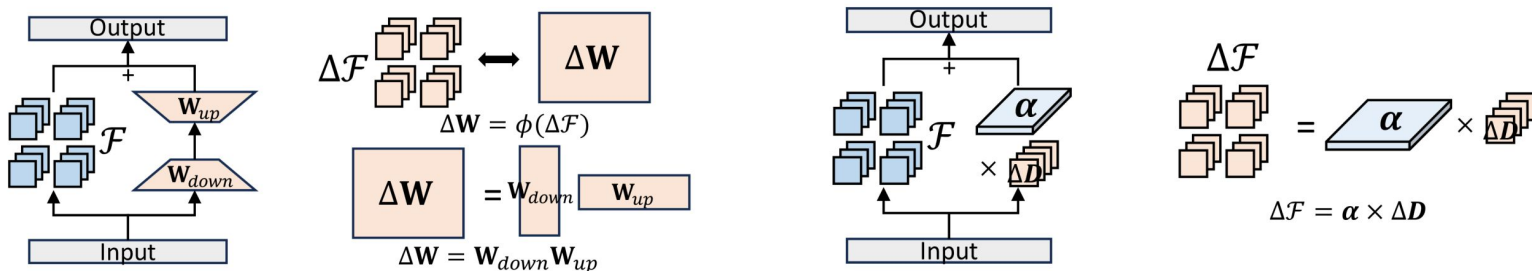 Output
+
W_up
ℱ
W_down
Input
Δℱ
ΔW
ΔW = ϕ(Δℱ)
ΔW
=
W_down
W_up
ΔW = W_down W_up
Output
+
α
ℱ
×
ΔD
Input
Δℱ
=
α
×
ΔD
Δℱ = α × ΔD